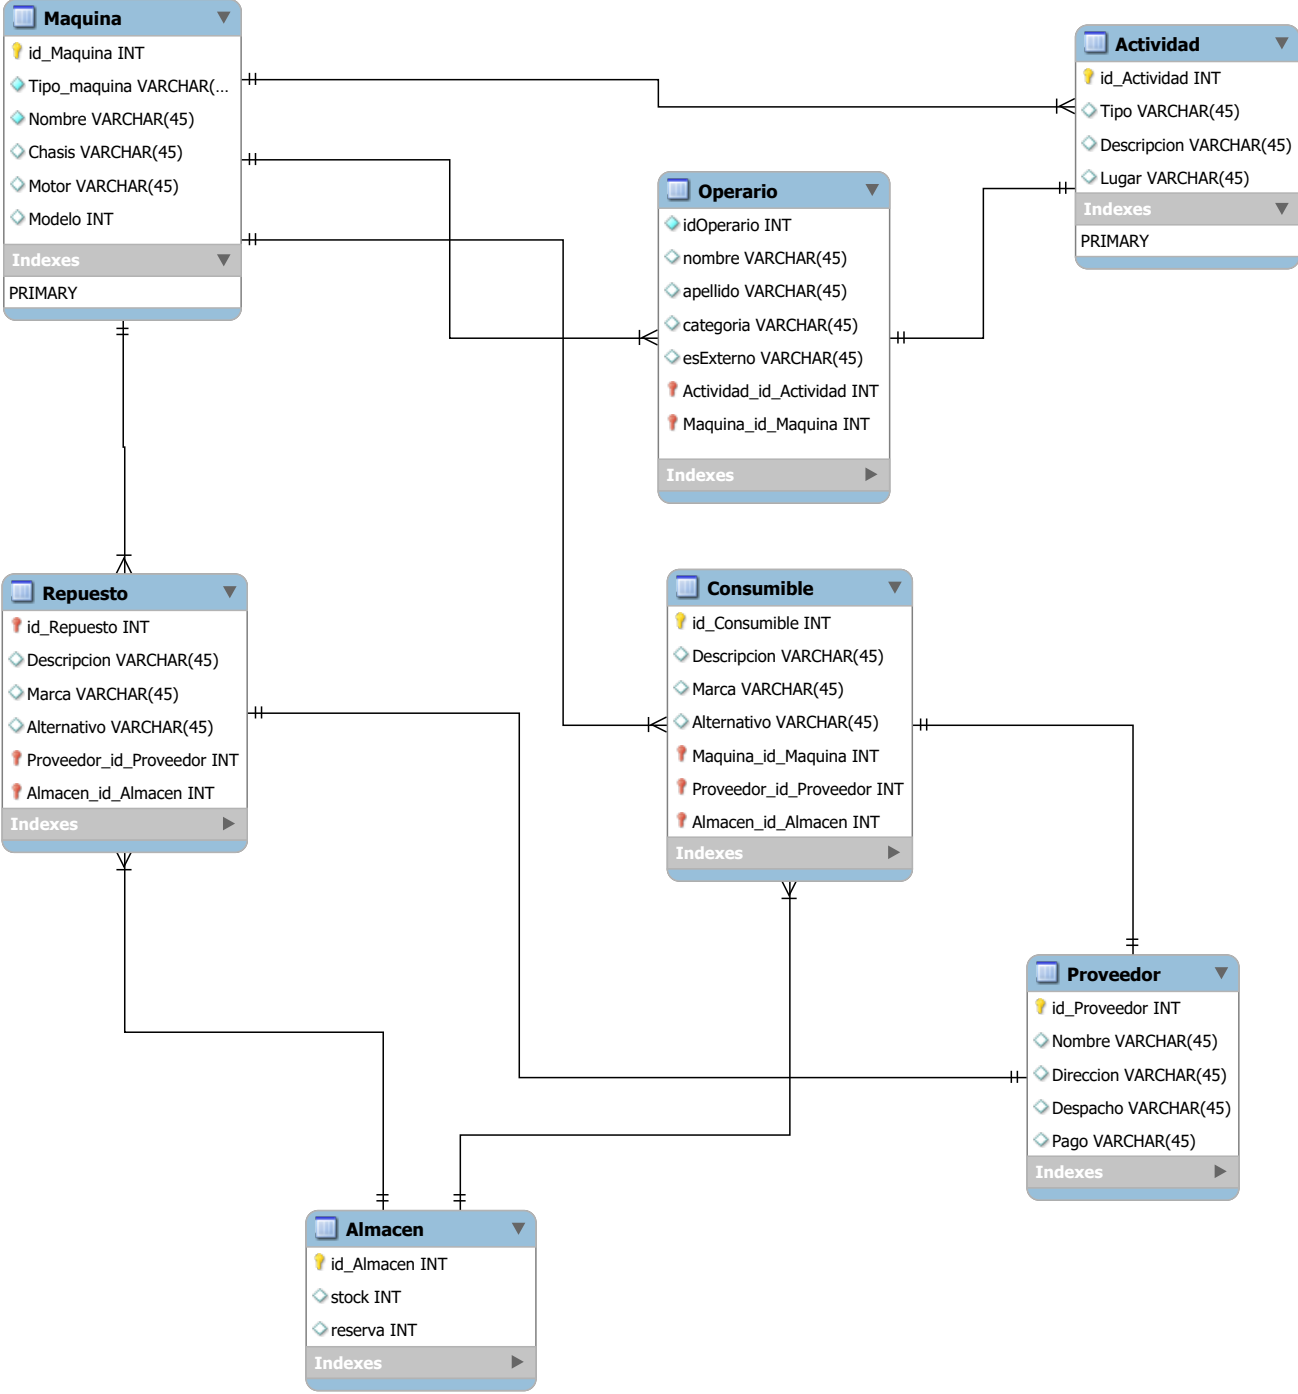 Maquina
id_Maquina INT
Tipo_maquina VARCHAR(...
Nombre VARCHAR(45)
Chasis VARCHAR(45)
Motor VARCHAR(45)
Modelo INT
Indexes
PRIMARY
Actividad
id_Actividad INT
Tipo VARCHAR(45)
Descripcion VARCHAR(45)
Lugar VARCHAR(45)
Indexes
PRIMARY
Operario
idOperario INT
nombre VARCHAR(45)
apellido VARCHAR(45)
categoria VARCHAR(45)
esExterno VARCHAR(45)
Actividad_id_Actividad INT
Maquina_id_Maquina INT
Indexes
Repuesto
id_Repuesto INT
Descripcion VARCHAR(45)
Marca VARCHAR(45)
Alternativo VARCHAR(45)
Proveedor_id_Proveedor INT
Almacen_id_Almacen INT
Indexes
Consumible
id_Consumible INT
Descripcion VARCHAR(45)
Marca VARCHAR(45)
Alternativo VARCHAR(45)
Maquina_id_Maquina INT
Proveedor_id_Proveedor INT
Almacen_id_Almacen INT
Indexes
Proveedor
id_Proveedor INT
Nombre VARCHAR(45)
Direccion VARCHAR(45)
Despacho VARCHAR(45)
Pago VARCHAR(45)
Indexes
Almacen
id_Almacen INT
stock INT
reserva INT
Indexes